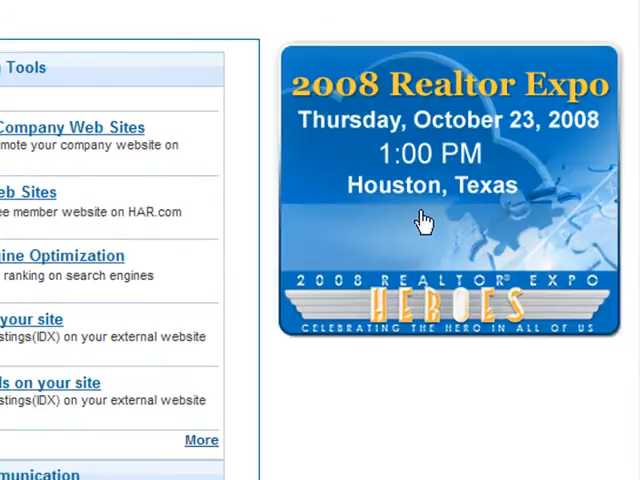 Tools
Company Web Sites
mote your company website on
eb Sites
ee member website on HAR.com
ine Optimization
ranking on search engines
your site
stings(IDX) on your external website
ls on your site
stings(IDX) on your external website
More
munication
2008 Realtor Expo
Thursday, October 23, 2008
1:00 PM
Houston, Texas
2008 REALTOR® EXPO
HEROES
CELEBRATING THE HERO IN ALL OF US